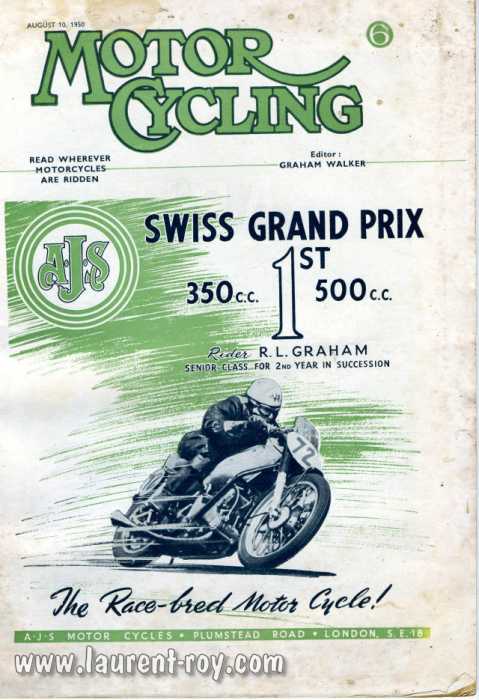 AUGUST 10, 1950
MOTOR
CYCLING
6
READ WHEREVER
MOTORCYCLES
ARE RIDDEN
Editor :
GRAHAM WALKER
AJS
SWISS GRAND PRIX
1ST
350 C.C. 500 C.C.
Rider R.L. GRAHAM
SENIOR CLASS FOR 2ND YEAR IN SUCCESSION
72
The Race-bred Motor Cycle!
A·J·S MOTOR CYCLES • PLUMSTEAD ROAD • LONDON, S.E.18
www.laurent-roy.com